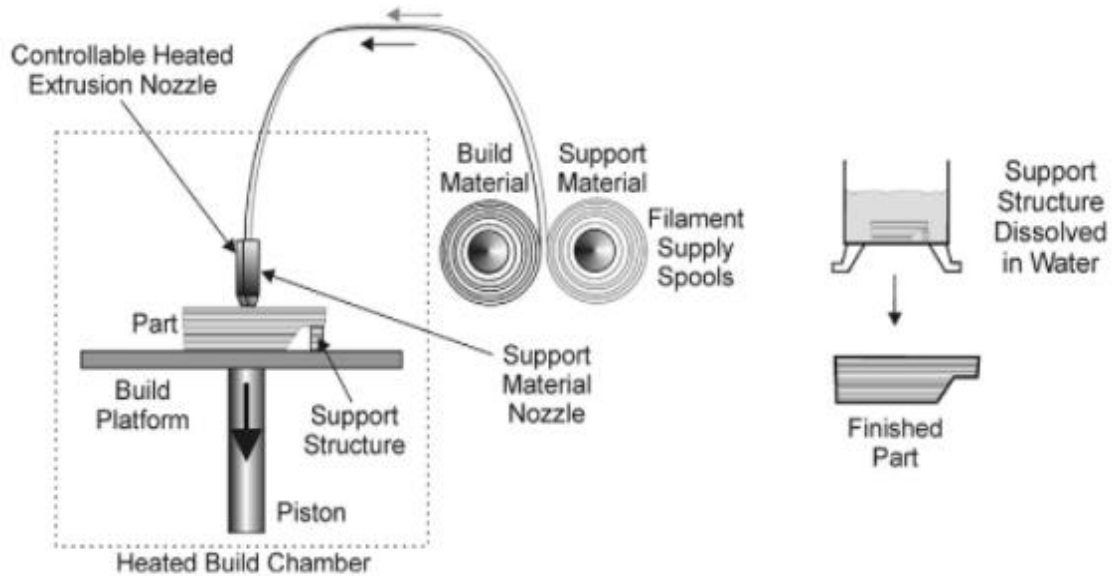 Controllable Heated
Extrusion Nozzle
Build
Material
Support
Material
Filament
Supply
Spools
Part
Build
Platform
Support
Structure
Support
Material
Nozzle
Piston
Heated Build Chamber
Support
Structure
Dissolved
in Water
Finished
Part